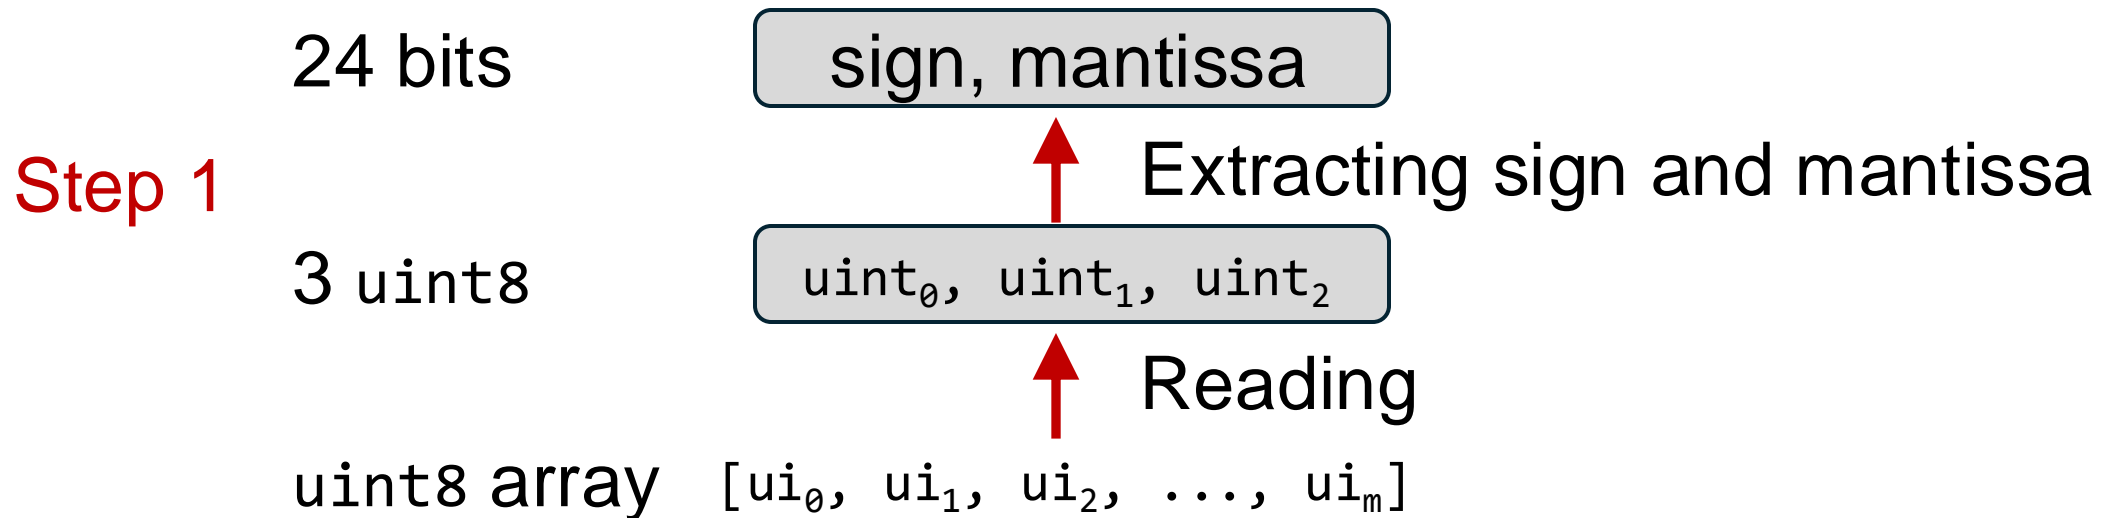 24 bits sign, mantissa
Extracting sign and mantissa
Step 1
3 uint8 uint₀, uint₁, uint₂
Reading
uint8 array [ui₀, ui₁, ui₂, ..., uiₘ]